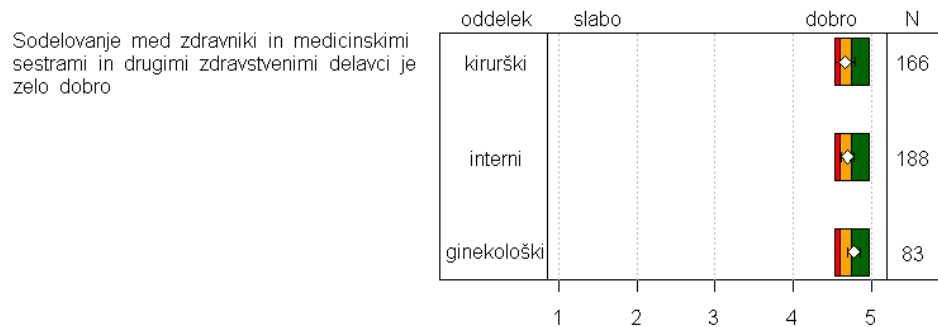 oddelek slabo dobro N
Sodelovanje med zdravniki in medicinskimi
sestrami in drugimi zdravstvenimi delavci je
zelo dobro
kirurški 166
interni 188
ginekološki 83
1 2 3 4 5